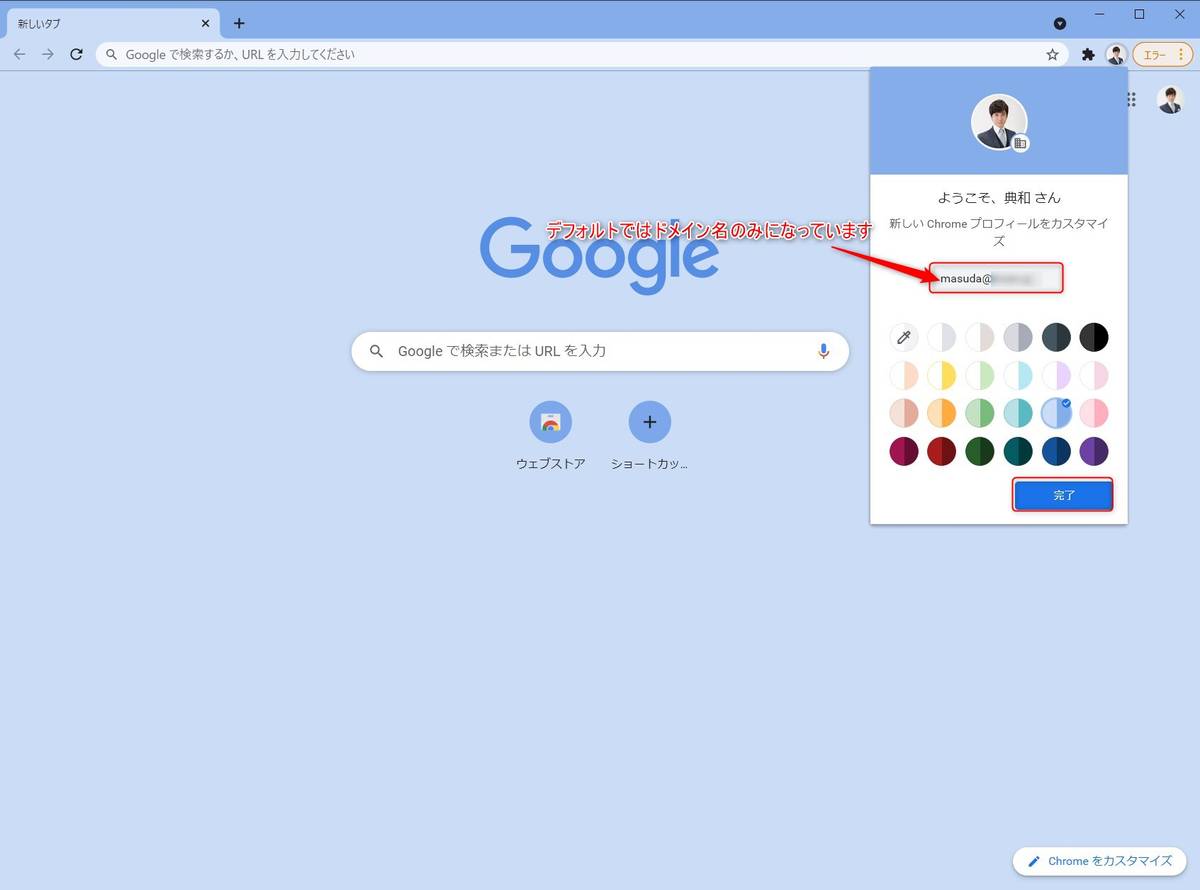 新しいタブ
Google で検索するか、URL を入力してください
エラー
ようこそ、典和 さん
新しい Chrome プロフィールをカスタマイ
ズ
デフォルトではドメイン名のみになっています
Google
masuda@
Google で検索または URL を入力
ウェブストア
ショートカッ...
完了
Chrome をカスタマイズ